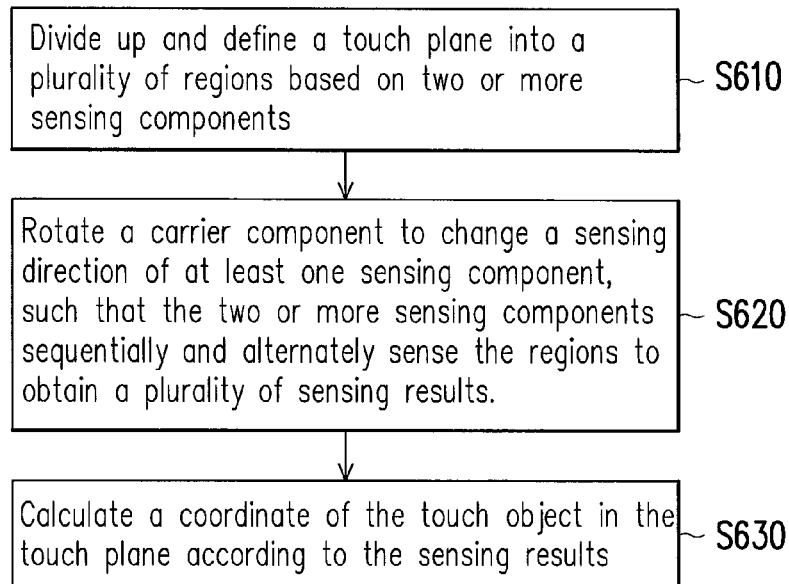 Divide up and define a touch plane into a
plurality of regions based on two or more
sensing components
S610
Rotate a carrier component to change a sensing
direction of at least one sensing component,
such that the two or more sensing components
sequentially and alternately sense the regions to
obtain a plurality of sensing results.
S620
Calculate a coordinate of the touch object in the
touch plane according to the sensing results
S630